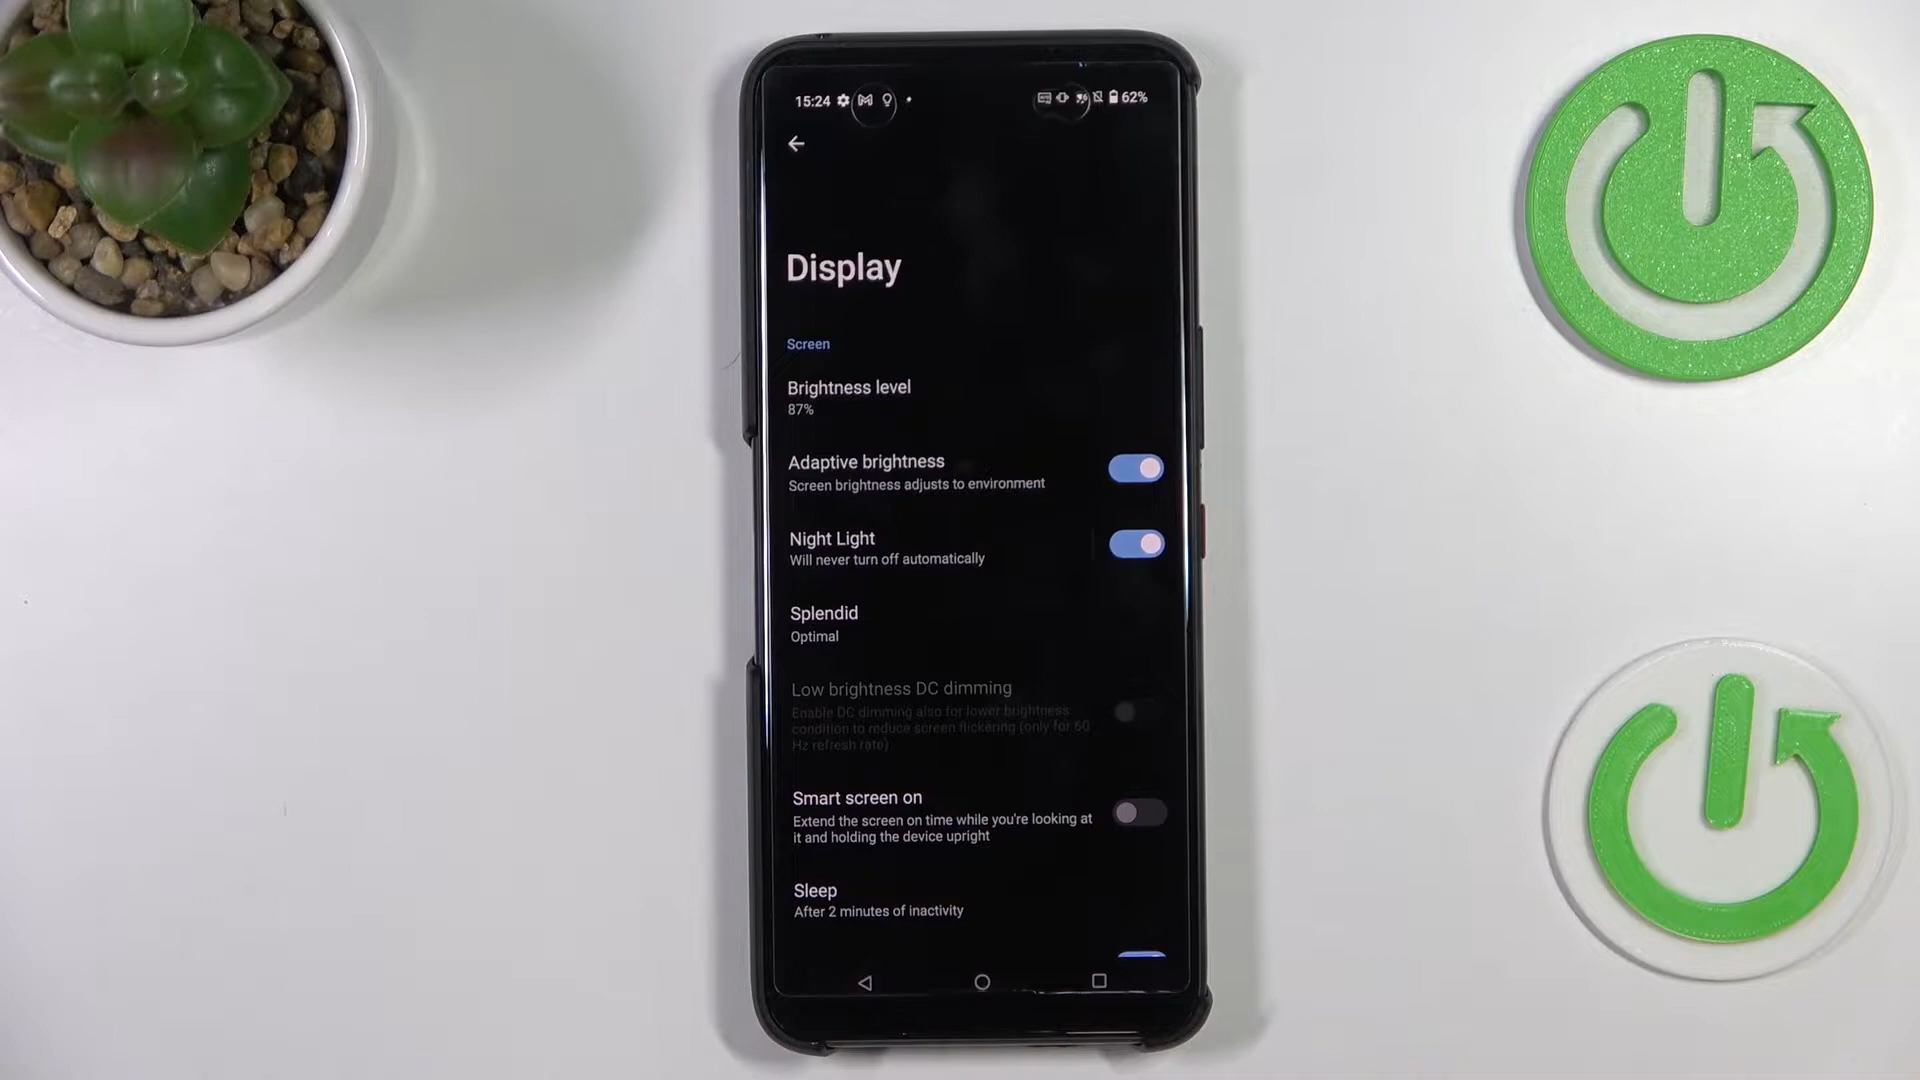 15:24
62%
Display
Screen
Brightness level
87%
Adaptive brightness
Screen brightness adjusts to environment
Night Light
Will never turn off automatically
Splendid
Optimal
Low brightness DC dimming
Enable DC dimming also for lower brightness
condition to reduce screen flickering (only for 60
Hz refresh rate)
Smart screen on
Extend the screen on time while you're looking at
it and holding the device upright
Sleep
After 2 minutes of inactivity